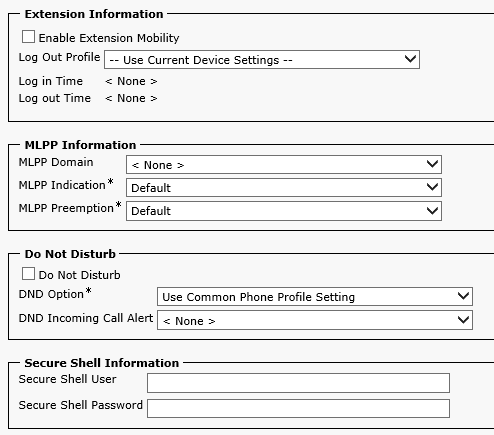 Extension Information
Enable Extension Mobility
Log Out Profile -- Use Current Device Settings --
Log in Time < None >
Log out Time < None >
MLPP Information
MLPP Domain < None >
MLPP Indication* Default
MLPP Preemption* Default
Do Not Disturb
Do Not Disturb
DND Option* Use Common Phone Profile Setting
DND Incoming Call Alert < None >
Secure Shell Information
Secure Shell User
Secure Shell Password